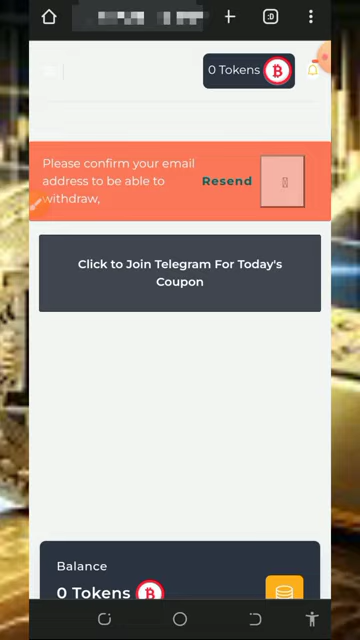 :D
0 Tokens
Please confirm your email
address to be able to
withdraw,
Resend
Click to Join Telegram For Today's
Coupon
Balance
0 Tokens